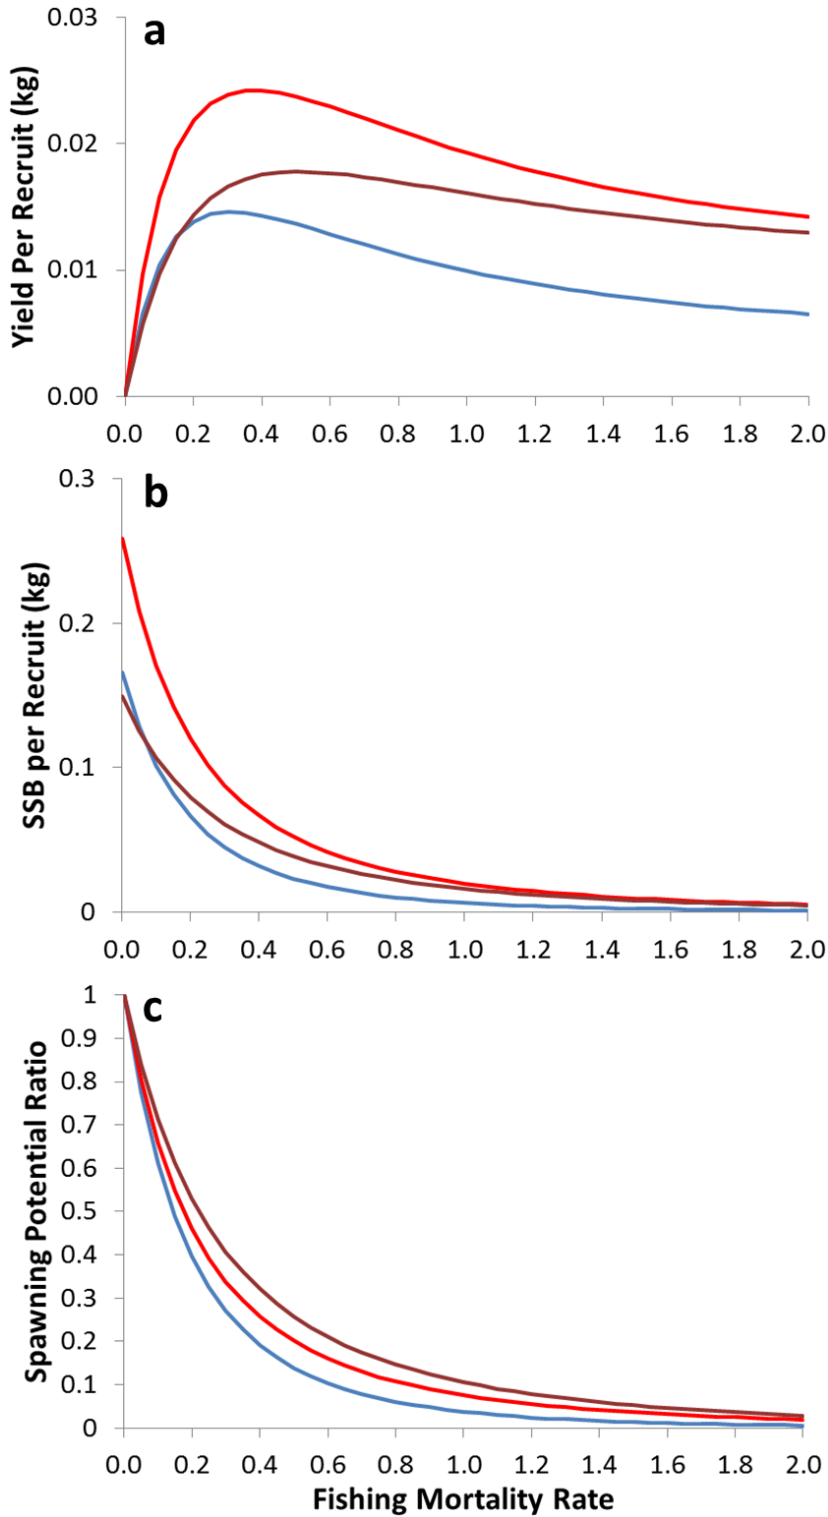 a
Yield Per Recruit (kg)
0.03
0.02
0.01
0.00
0.0 0.2 0.4 0.6 0.8 1.0 1.2 1.4 1.6 1.8 2.0
b
SSB per Recruit (kg)
0.3
0.2
0.1
0
0.0 0.2 0.4 0.6 0.8 1.0 1.2 1.4 1.6 1.8 2.0
c
Spawning Potential Ratio
1
0.9
0.8
0.7
0.6
0.5
0.4
0.3
0.2
0.1
0
0.0 0.2 0.4 0.6 0.8 1.0 1.2 1.4 1.6 1.8 2.0
Fishing Mortality Rate